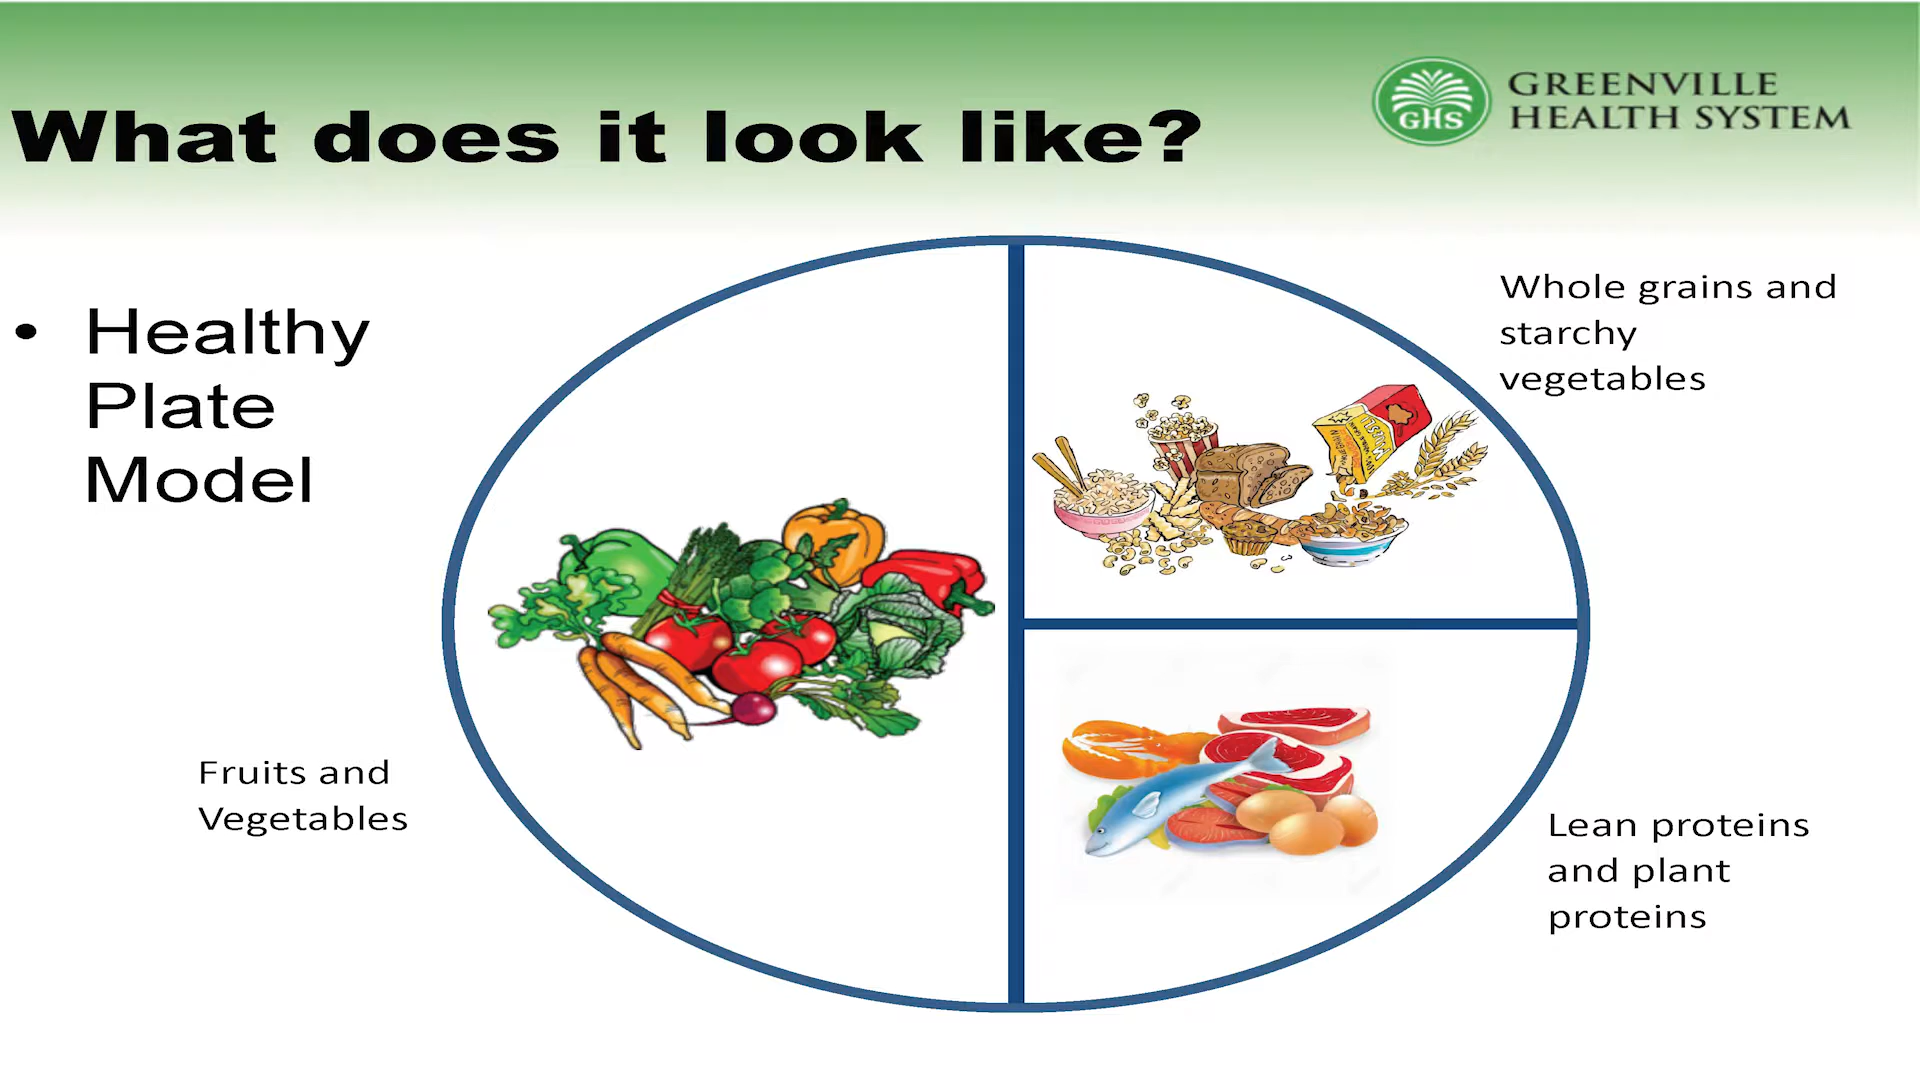 GREENVILLE
HEALTH SYSTEM
GHS
What does it look like?
• Healthy
Plate
Model
Whole grains and
starchy
vegetables
Fruits and
Vegetables
Lean proteins
and plant
proteins